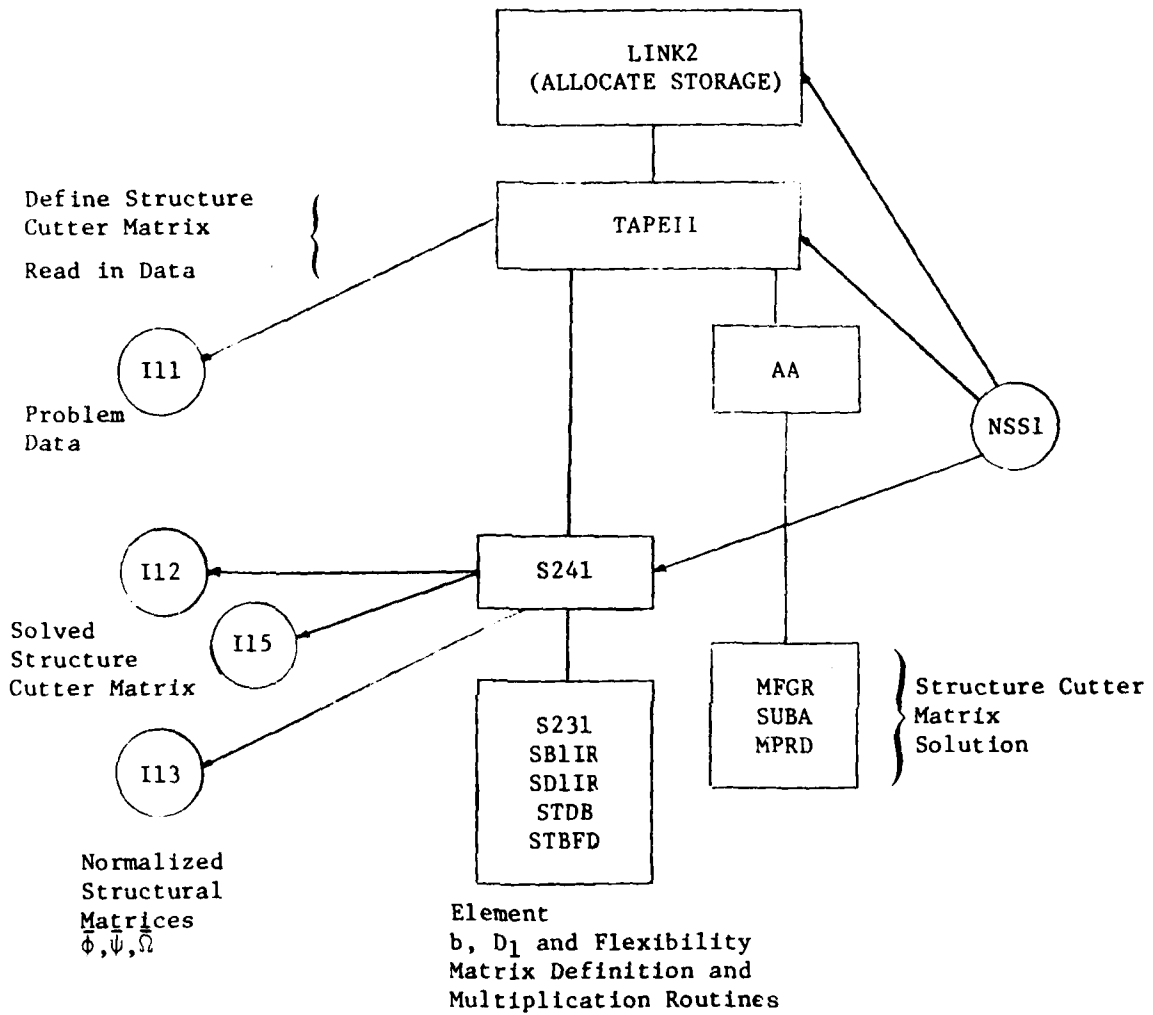 LINK2
(ALLOCATE STORAGE)
Define Structure
Cutter Matrix
Read in Data
TAPEI1
I11
AA
Problem
Data
NSS1
I12
S241
Solved
Structure
Cutter Matrix
I15
MFGR
SUBA
MPRD
Structure Cutter
Matrix
Solution
I13
S231
SB1IR
SD1IR
STDB
STBFD
Normalized
Structural
Matrices
Φ̄,ψ̄,Ω̄
Element
b, D₁ and Flexibility
Matrix Definition and
Multiplication Routines